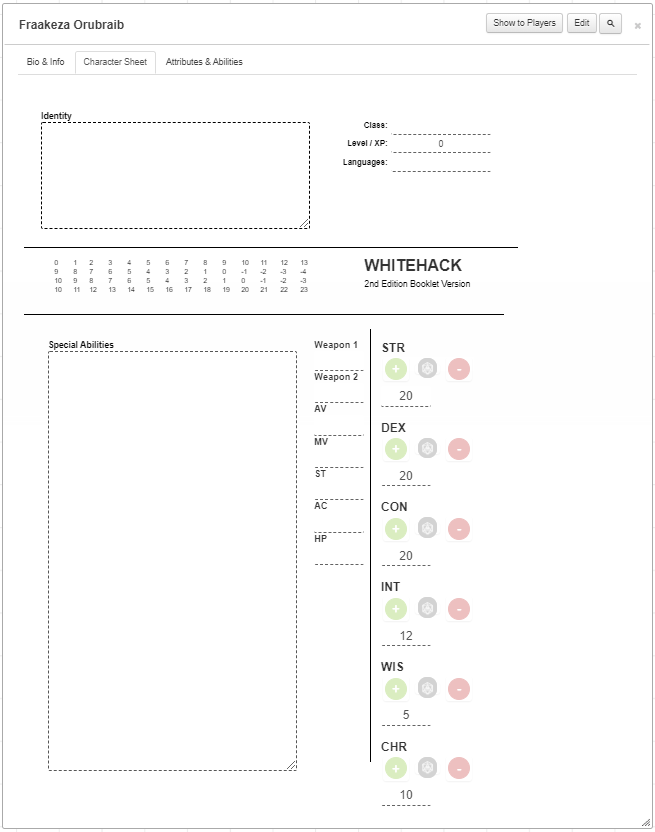 Fraakeza Orubraib
Show to Players
Edit
Bio & Info
Character Sheet
Attributes & Abilities
Identity
Class:
Level / XP: 0
Languages:
0 1 2 3 4 5 6 7 8 9 10 11 12 13
9 8 7 6 5 4 3 2 1 0 -1 -2 -3 -4
10 9 8 7 6 5 4 3 2 1 0 -1 -2 -3
10 11 12 13 14 15 16 17 18 19 20 21 22 23
WHITEHACK
2nd Edition Booklet Version
Special Abilities
Weapon 1
Weapon 2
AV
MV
ST
AC
HP
STR
+ -
20
DEX
+ -
20
CON
+ -
20
INT
+ -
12
WIS
+ -
5
CHR
+ -
10